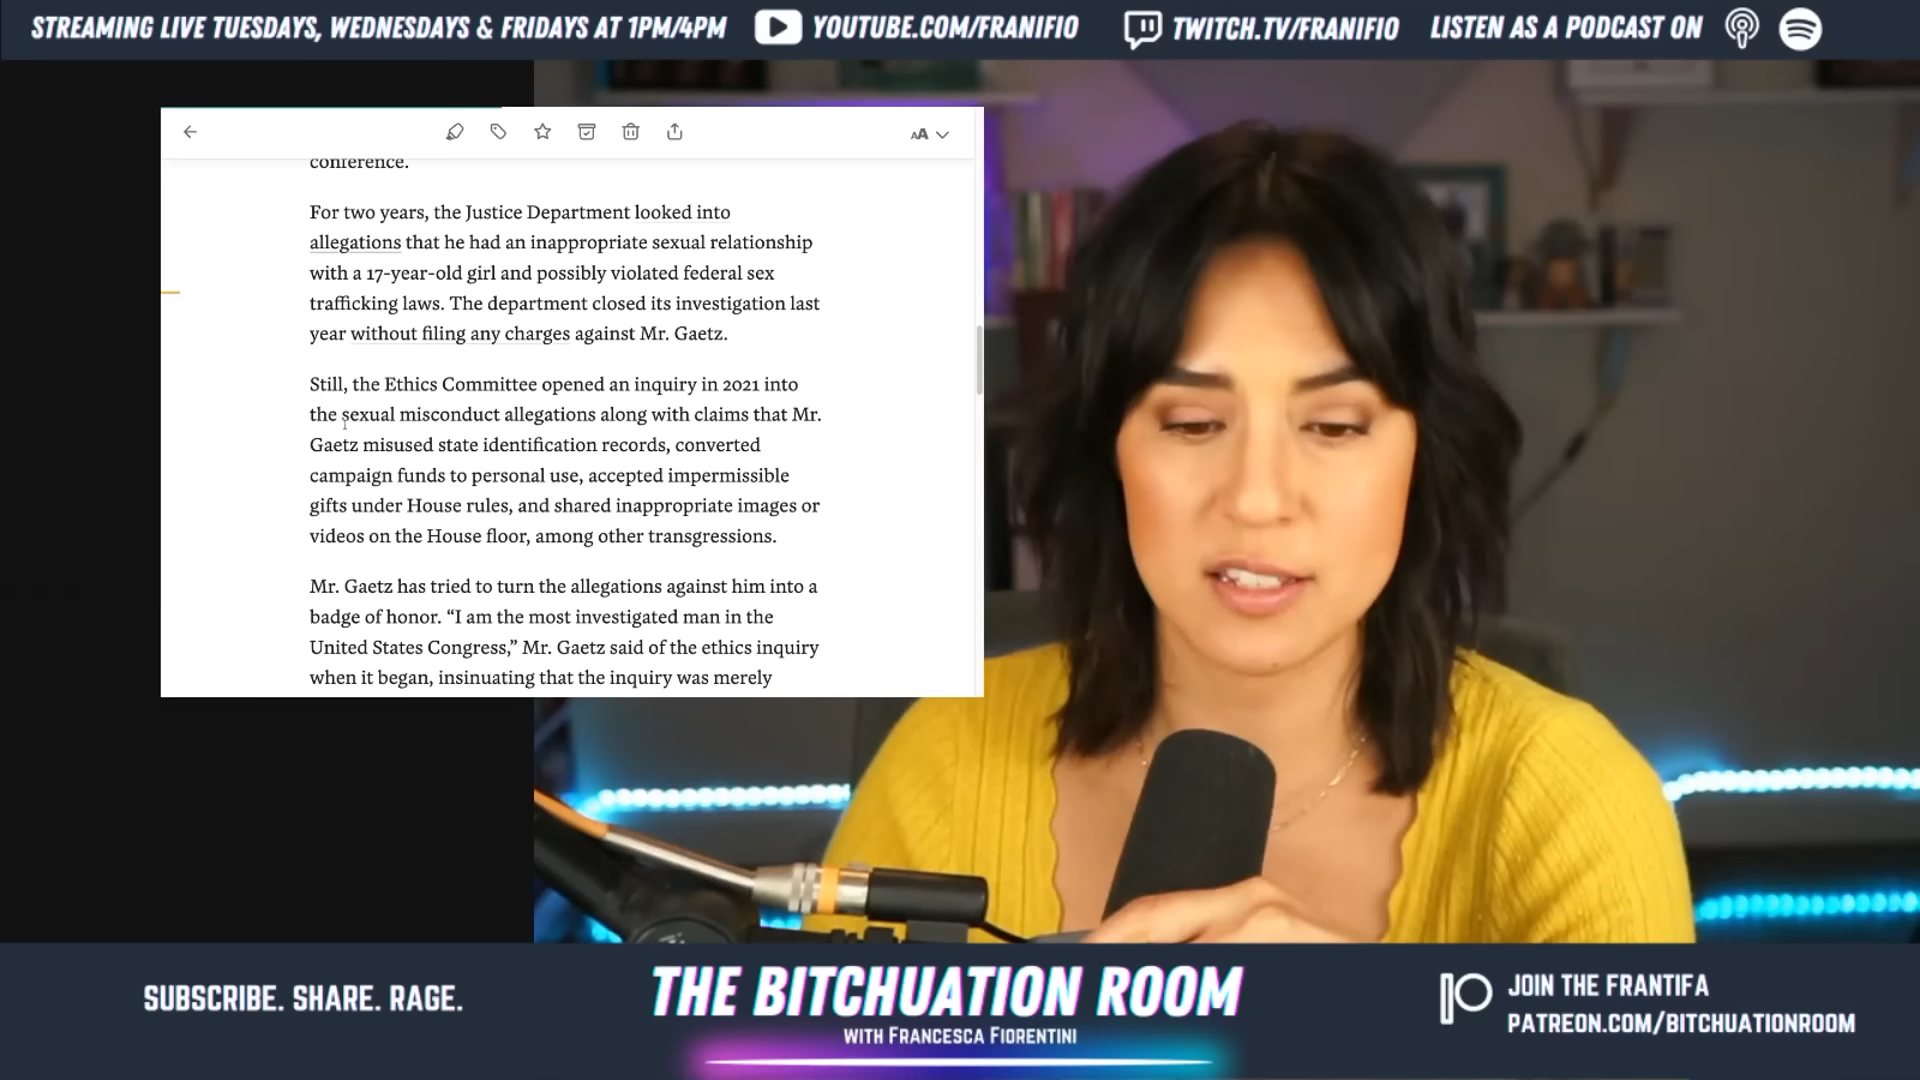 STREAMING LIVE TUESDAYS, WEDNESDAYS & FRIDAYS AT 1PM/4PM
YOUTUBE.COM/FRANIFIO
TWITCH.TV/FRANIFIO
LISTEN AS A PODCAST ON
AA
conference.
For two years, the Justice Department looked into
allegations that he had an inappropriate sexual relationship
with a 17-year-old girl and possibly violated federal sex
trafficking laws. The department closed its investigation last
year without filing any charges against Mr. Gaetz.
Still, the Ethics Committee opened an inquiry in 2021 into
the sexual misconduct allegations along with claims that Mr.
Gaetz misused state identification records, converted
campaign funds to personal use, accepted impermissible
gifts under House rules, and shared inappropriate images or
videos on the House floor, among other transgressions.
Mr. Gaetz has tried to turn the allegations against him into a
badge of honor. “I am the most investigated man in the
United States Congress,” Mr. Gaetz said of the ethics inquiry
when it began, insinuating that the inquiry was merely
SUBSCRIBE. SHARE. RAGE.
THE BITCHUATION ROOM
WITH FRANCESCA FIORENTINI
JOIN THE FRANTIFA
PATREON.COM/BITCHUATIONROOM